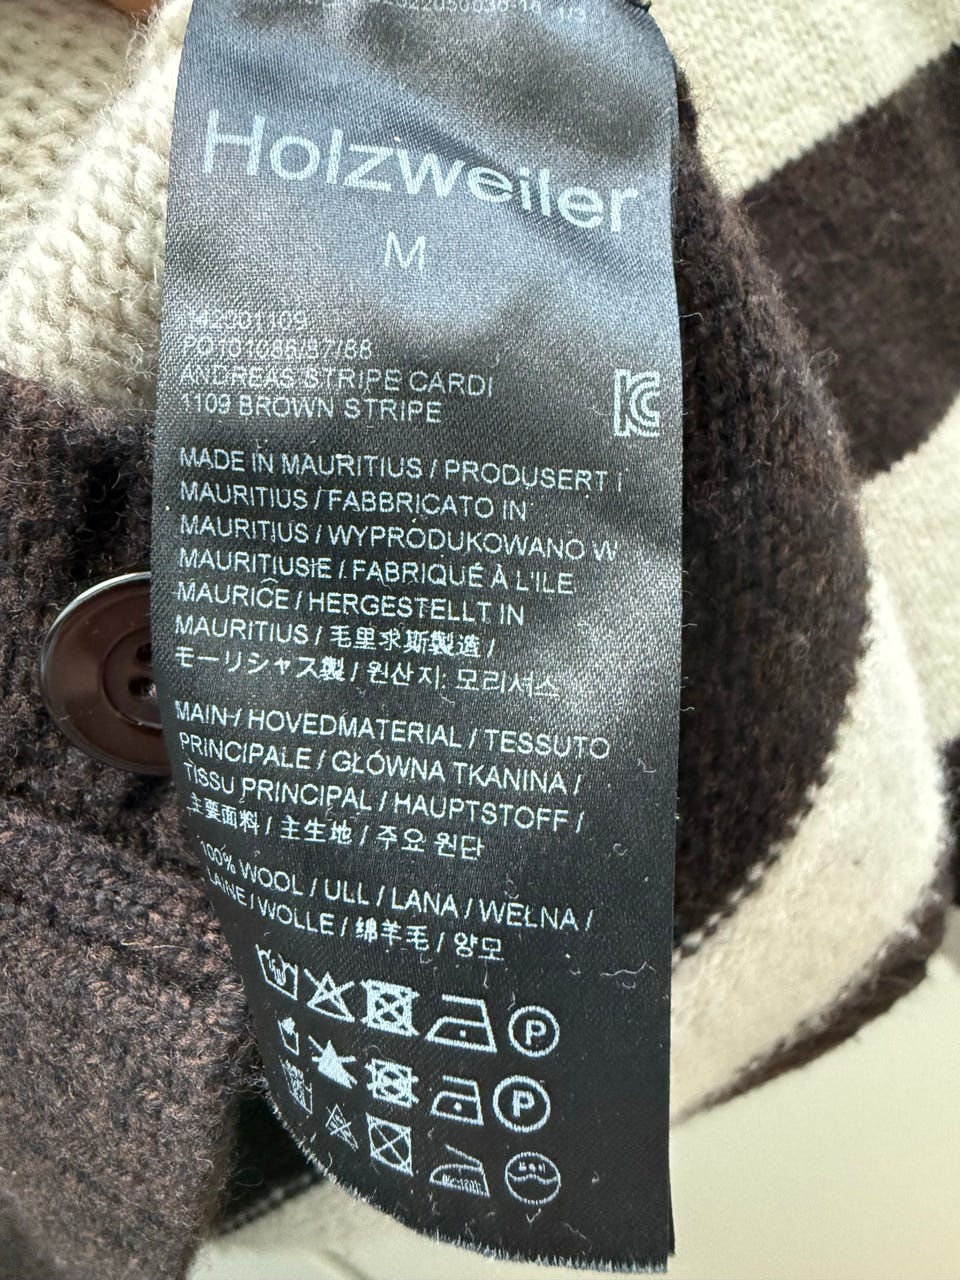 Holzweiler
M
M2001109
PO101086/87/88
ANDREAS STRIPE CARDI
1109 BROWN STRIPE
MADE IN MAURITIUS / PRODUSERT I
MAURITIUS / FABBRICATO IN
MAURITIUS / WYPRODUKOWANO W
MAURITIUSIE / FABRIQUÉ À L'ILE
MAURICE / HERGESTELLT IN
MAURITIUS / 毛里求斯製造 /
モーリシャス製 / 원산지: 모리셔스
MAIN-/ HOVEDMATERIAL / TESSUTO
PRINCIPALE / GŁÓWNA TKANINA /
TISSU PRINCIPAL / HAUPTSTOFF /
主要面料 / 主生地 / 주요 원단
100% WOOL / ULL / LANA / WEŁNA /
LAINE / WOLLE / 绵羊毛 / 양모
P
P